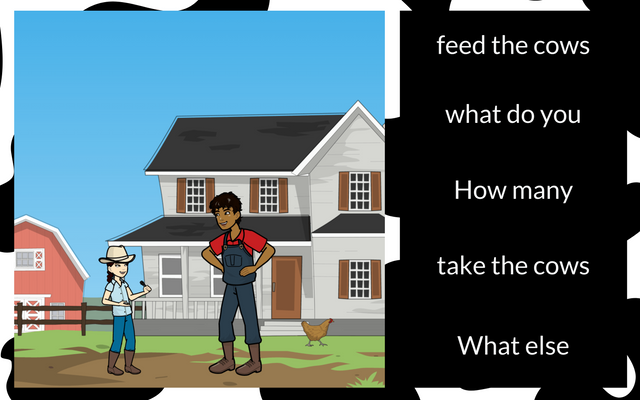 feed the cows
what do you
How many
take the cows
What else